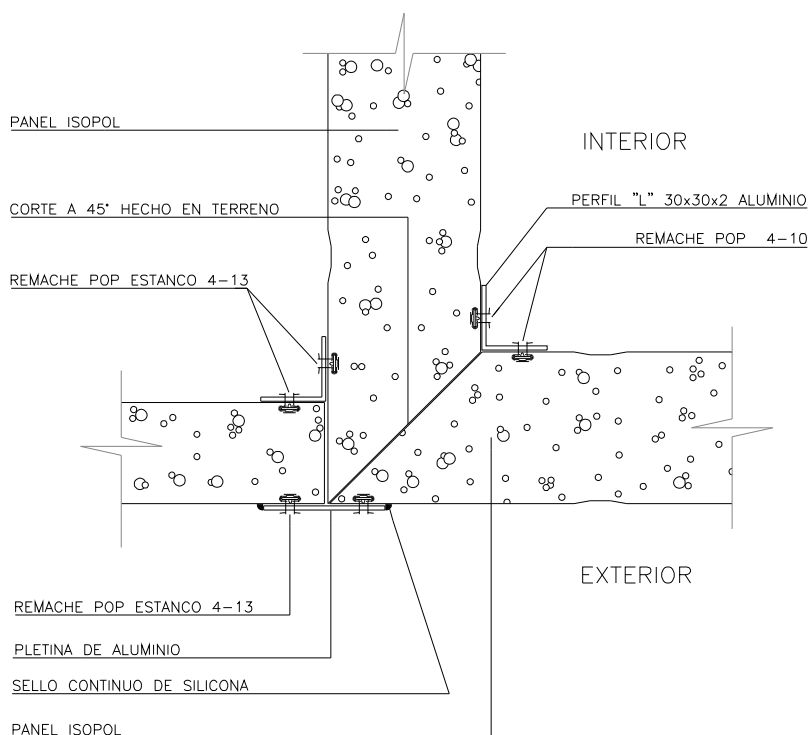 PANEL ISOPOL
INTERIOR
PERFIL "L" 30x30x2 ALUMINIO
CORTE A 45° HECHO EN TERRENO
REMACHE POP 4-10
REMACHE POP ESTANCO 4-13
EXTERIOR
REMACHE POP ESTANCO 4-13
PLETINA DE ALUMINIO
SELLO CONTINUO DE SILICONA
PANEL ISOPOL